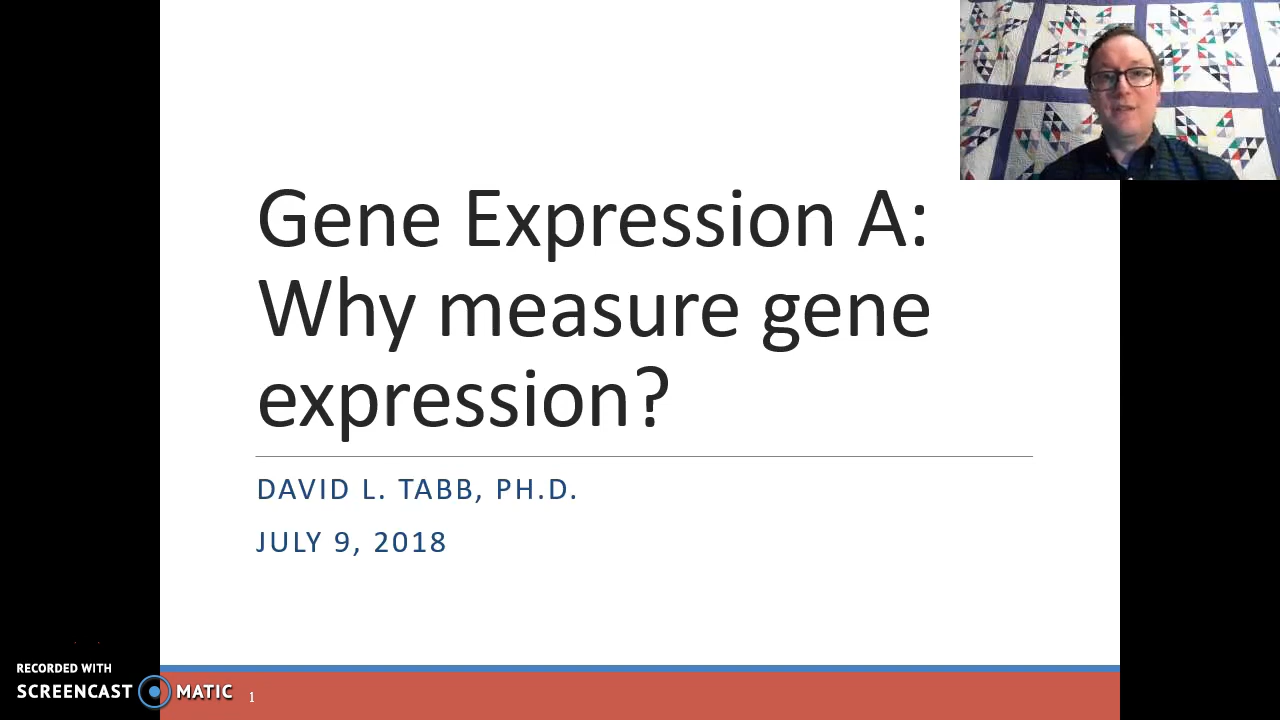 Gene Expression A:
Why measure gene
expression?
DAVID L. TABB, PH.D.
JULY 9, 2018
RECORDED WITH
SCREENCAST MATIC
1